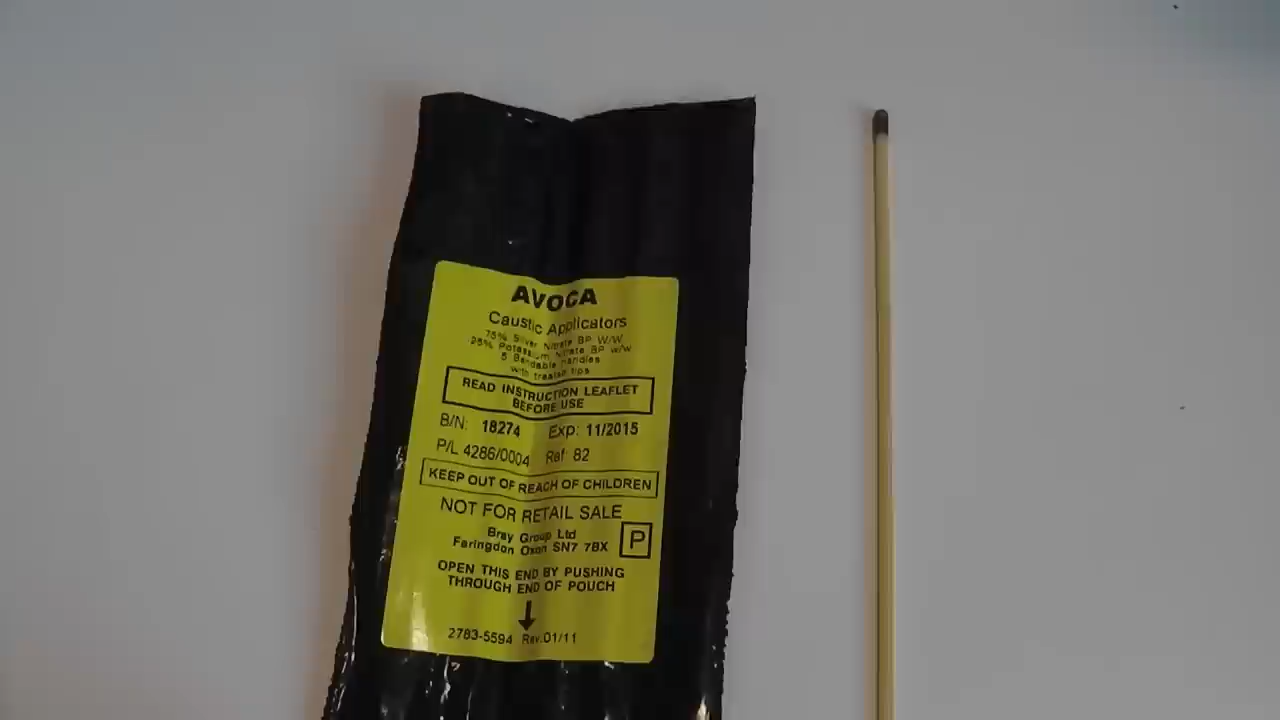 AVOCA
Caustic Applicators
75% Silver Nitrate BP W/W
25% Potassium Nitrate BP w/w
5 Bendable handles
with treated tips
READ INSTRUCTION LEAFLET
BEFORE USE
B/N: 18274 Exp: 11/2015
P/L 4286/0004 Ref: 82
KEEP OUT OF REACH OF CHILDREN
NOT FOR RETAIL SALE
Bray Group Ltd
Faringdon Oxon SN7 7BX
P
OPEN THIS END BY PUSHING
THROUGH END OF POUCH
2783-5594 Rev.01/11